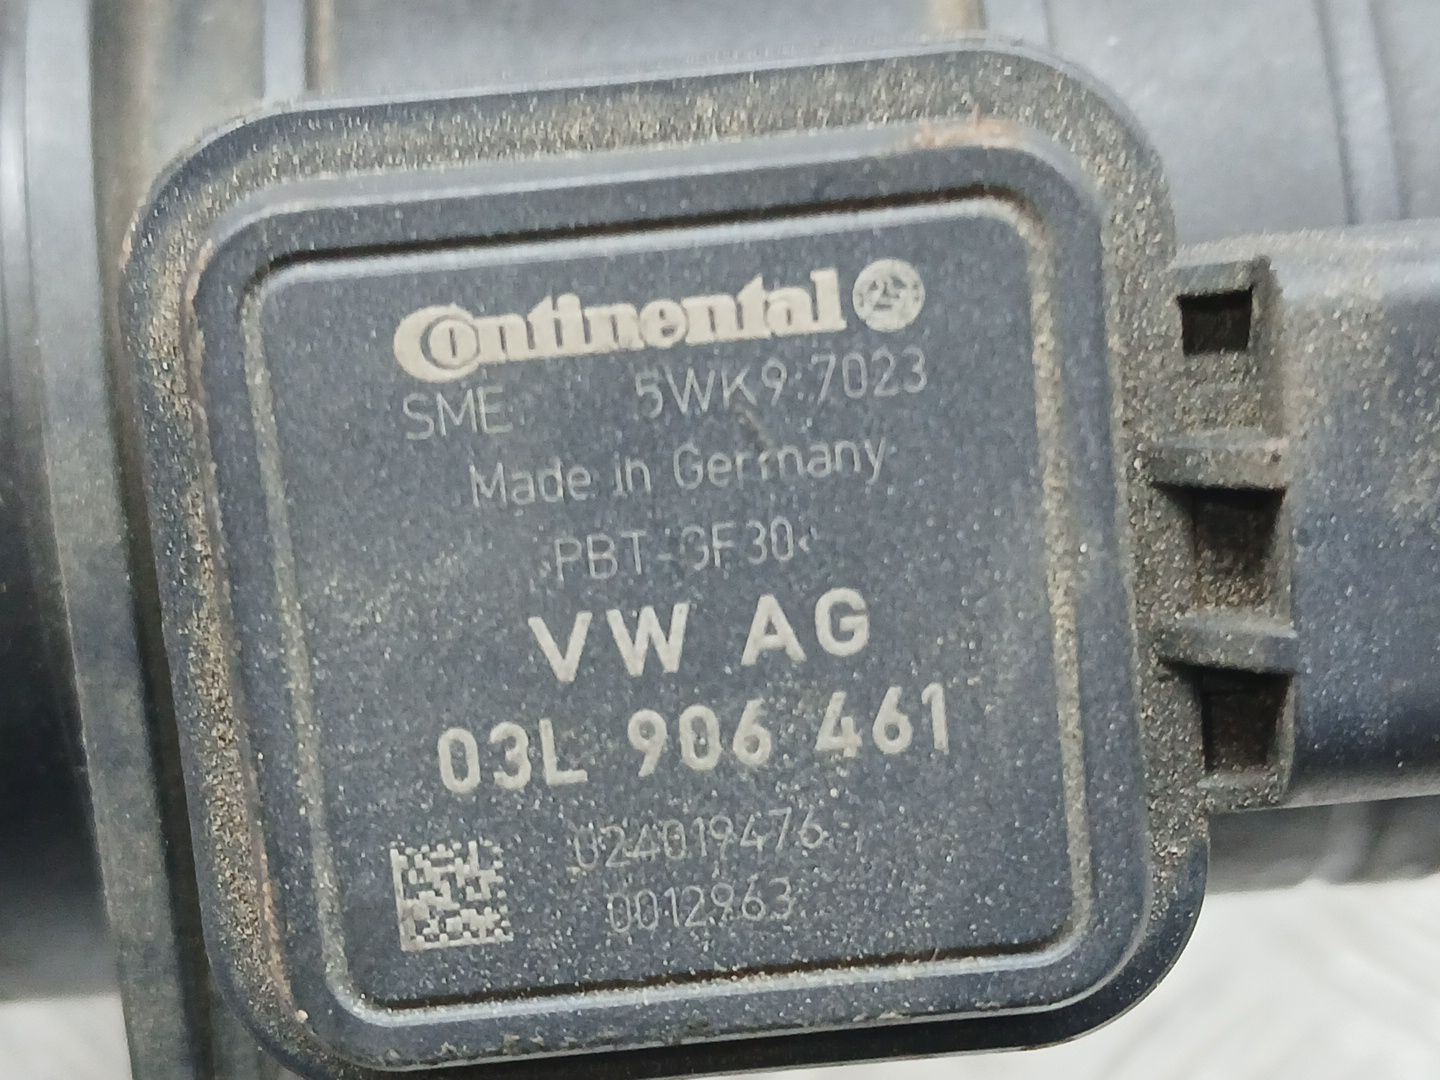 Continental
SME 5WK9 7023
Made in Germany
>PBT-GF30<
VW AG
03L 906 461
024019476
0012963